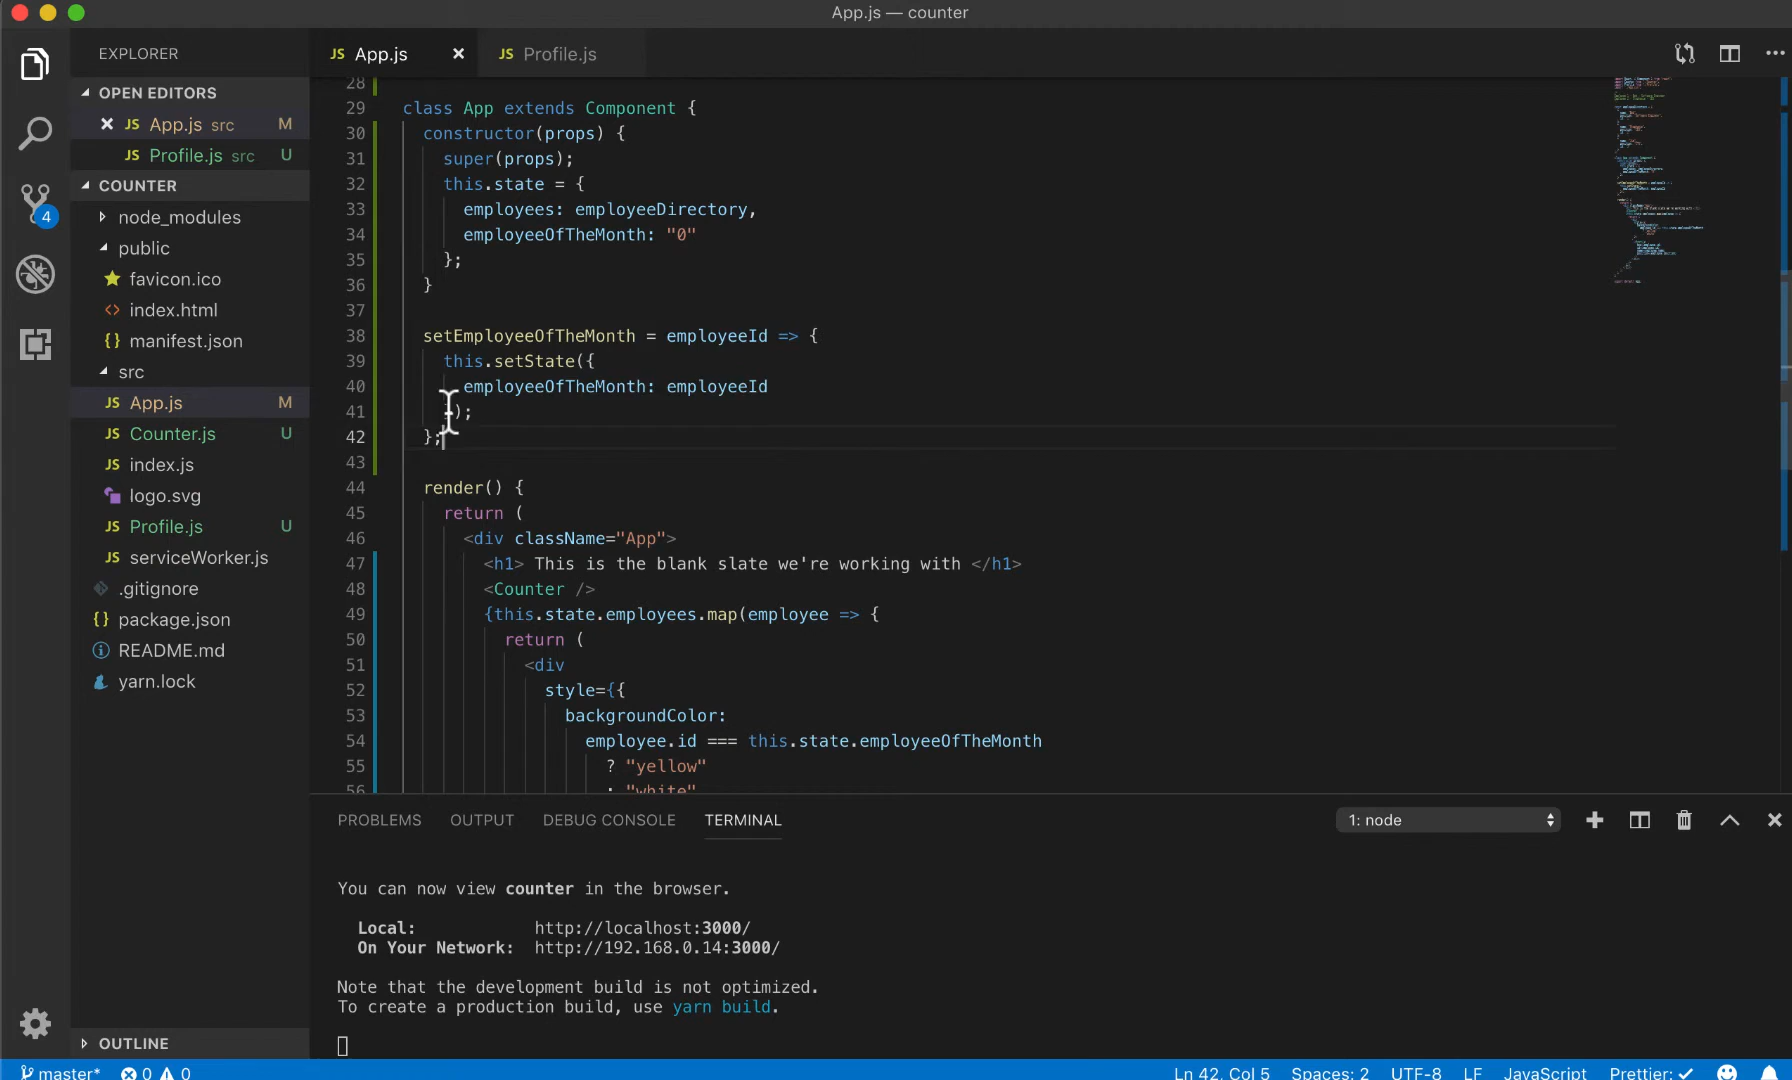 App.js — counter
EXPLORER
OPEN EDITORS
JS App.js src M
JS Profile.js src U
COUNTER
node_modules
public
favicon.ico
<> index.html
{} manifest.json
src
JS App.js M
JS Counter.js U
JS index.js
logo.svg
JS Profile.js U
JS serviceWorker.js
.gitignore
{} package.json
README.md
yarn.lock
OUTLINE
4
JS App.js
JS Profile.js
28
29 class App extends Component {
30 constructor(props) {
31 super(props);
32 this.state = {
33 employees: employeeDirectory,
34 employeeOfTheMonth: "0"
35 };
36 }
37
38 setEmployeeOfTheMonth = employeeId => {
39 this.setState({
40 employeeOfTheMonth: employeeId
41 });
42 };
43
44 render() {
45 return (
46 <div className="App">
47 <h1> This is the blank slate we're working with </h1>
48 <Counter />
49 {this.state.employees.map(employee => {
50 return (
51 <div
52 style={{
53 backgroundColor:
54 employee.id === this.state.employeeOfTheMonth
55 ? "yellow"
56 : "white"
PROBLEMS OUTPUT DEBUG CONSOLE TERMINAL 1: node
You can now view counter in the browser.
Local: http://localhost:3000/
On Your Network: http://192.168.0.14:3000/
Note that the development build is not optimized.
To create a production build, use yarn build.
master* 0 0 Ln 42, Col 5 Spaces: 2 UTF-8 LF JavaScript Prettier: ✓